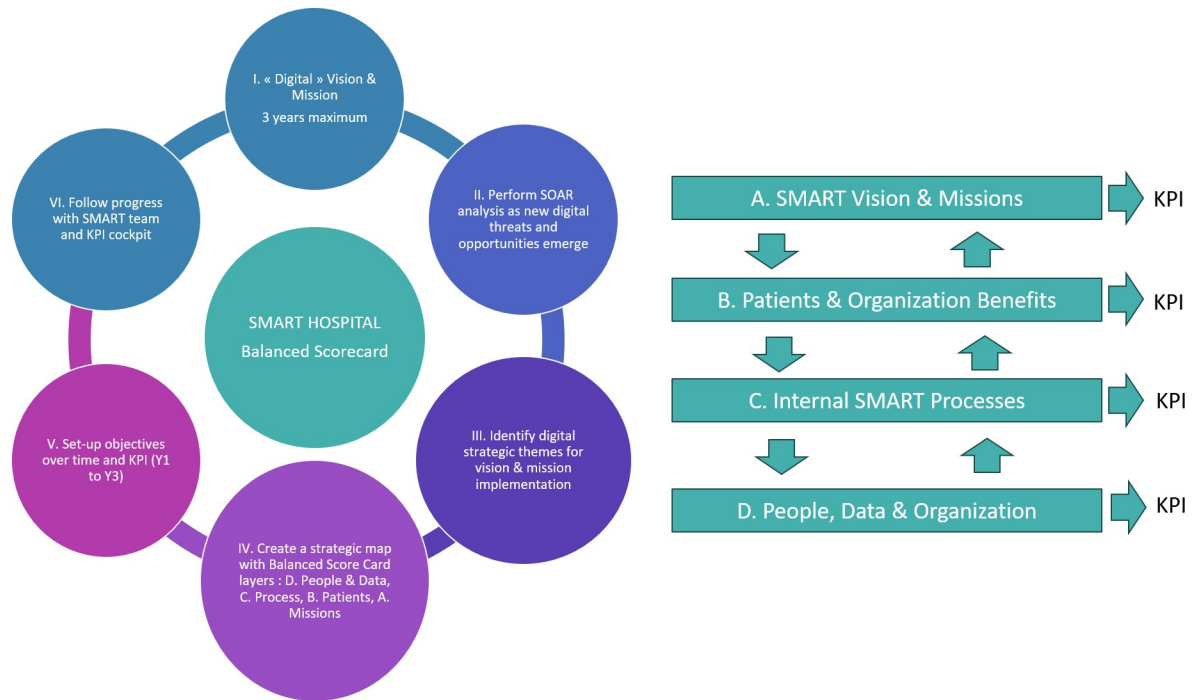 I. « Digital » Vision &
Mission
3 years maximum
II. Perform SOAR
analysis as new digital
threats and
opportunities emerge
III. Identify digital
strategic themes for
vision & mission
implementation
IV. Create a strategic map
with Balanced Score Card
layers : D. People & Data,
C. Process, B. Patients, A.
Missions
V. Set-up objectives
over time and KPI (Y1
to Y3)
VI. Follow progress
with SMART team
and KPI cockpit
SMART HOSPITAL
Balanced Scorecard
A. SMART Vision & Missions
KPI
B. Patients & Organization Benefits
KPI
C. Internal SMART Processes
KPI
D. People, Data & Organization
KPI